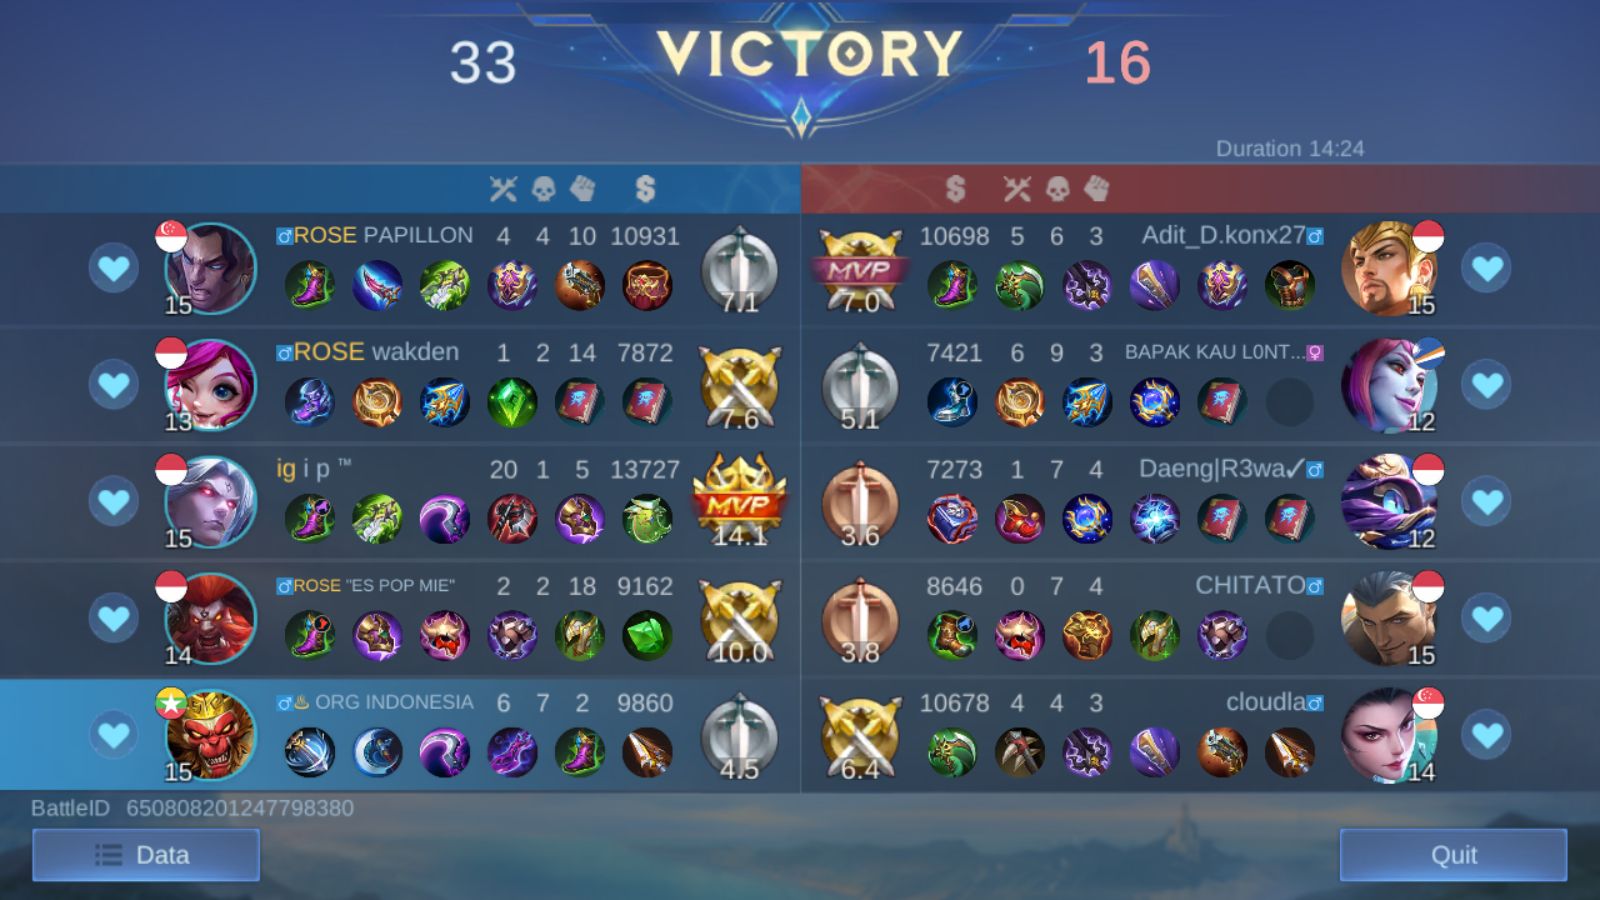 33 VICTORY 16
Duration 14:24
ROSE PAPILLON 4 4 10 10931
15 7.1
MVP 7.0 10698 5 6 3 Adit_D.konx27
15
ROSE wakden 1 2 14 7872
13 7.6
5.1 7421 6 9 3 BAPAK KAU L0NT...
12
ig i p ™ 20 1 5 13727
15 MVP 14.1
3.6 7273 1 7 4 Daeng|R3wa✓
12
ROSE "ES POP MIE" 2 2 18 9162
14 10.0
3.8 8646 0 7 4 CHITATO
15
♨ ORG INDONESIA 6 7 2 9860
15 4.5
6.4 10678 4 4 3 cloudla
14
BattleID 650808201247798380
Data
Quit